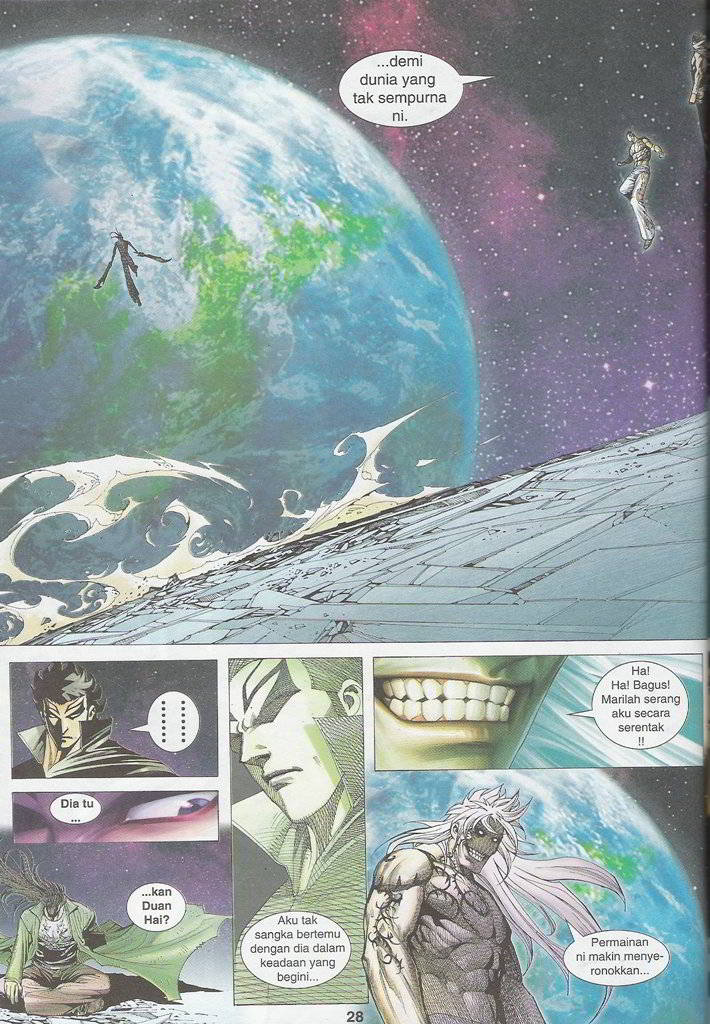 ...demi
dunia yang
tak sempurna
ni.
Ha!
Ha! Bagus!
Marilah serang
aku secara
serentak
!!
Dia tu
...
...kan
Duan
Hai?
Aku tak
sangka bertemu
dengan dia dalam
keadaan yang
begini...
Permainan
ni makin menye-
ronokkan...
28